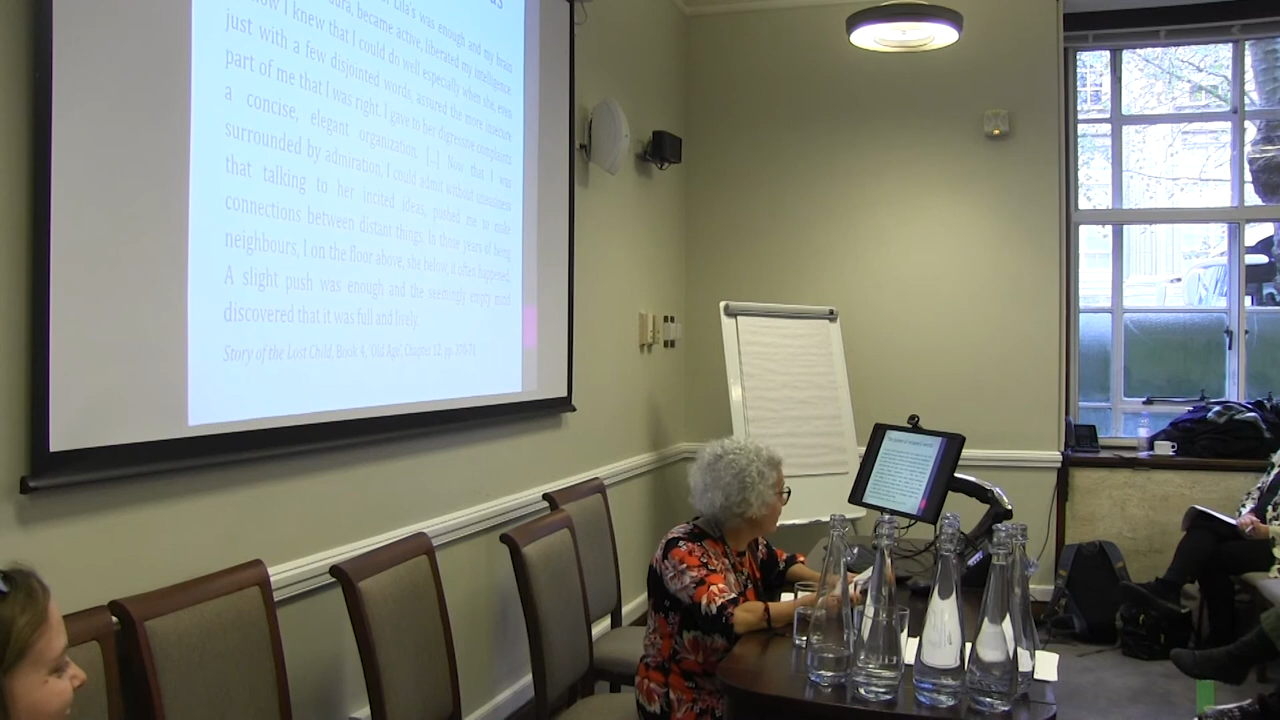 Lila's was enough and my brain
became active, liberated my intelligence.
now I knew that I could do well especially when she, even
just with a few disjointed words, assured the more insecure
part of me that I was right. I gave to her digressive complaints
a concise, elegant organization. [...] Now that I was
surrounded by admiration, I could admit without uneasiness
that talking to her incited ideas, pushed me to make
connections between distant things. In those years of being
neighbours, I on the floor above, she below, it often happened.
A slight push was enough and the seemingly empty mind
discovered that it was full and lively.
Story of the Lost Child, Book 4, 'Old Age', Chapter 12, pp. 370-71